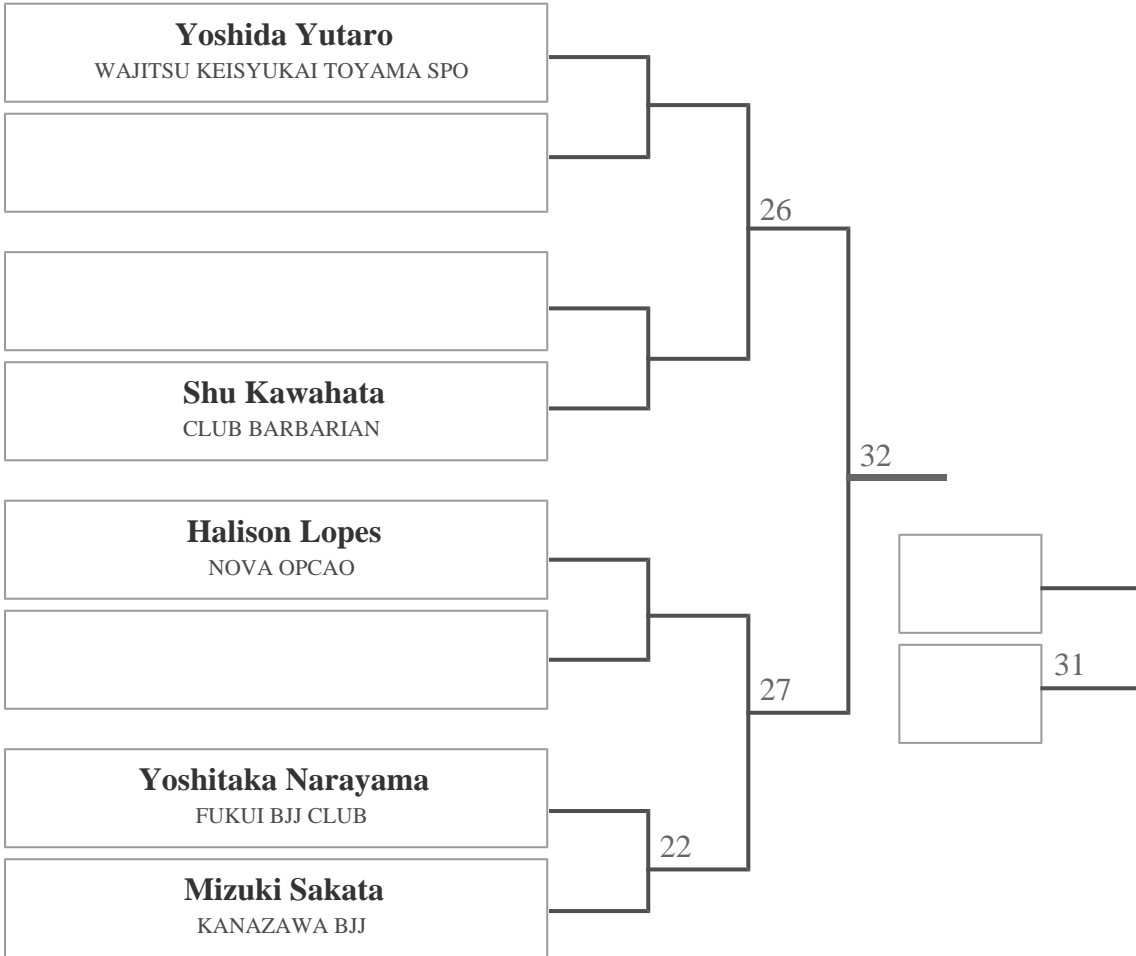 Yoshida Yutaro
WAJITSU KEISYUKAI TOYAMA SPO
26
Shu Kawahata
CLUB BARBARIAN
32
Halison Lopes
NOVA OPCAO
31
27
Yoshitaka Narayama
FUKUI BJJ CLUB
22
Mizuki Sakata
KANAZAWA BJJ